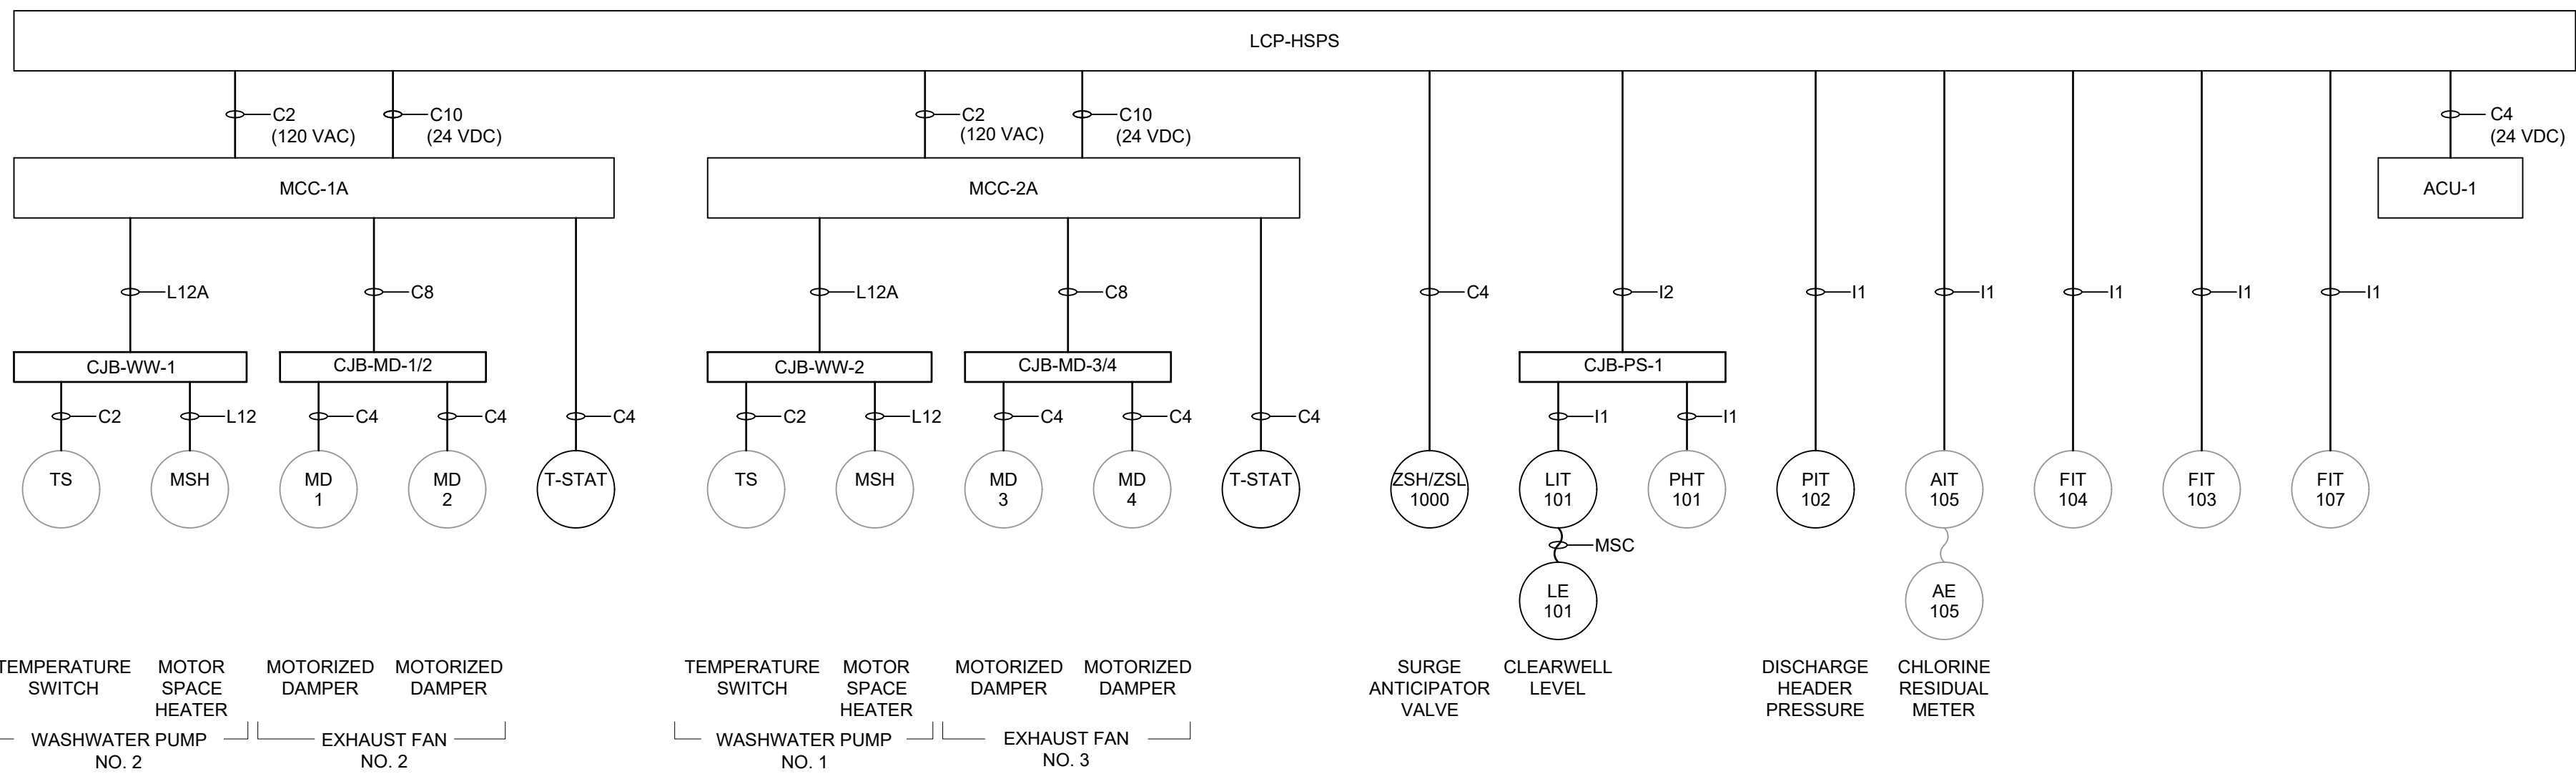 LCP-HSPS
C2
(120 VAC)
C10
(24 VDC)
C2
(120 VAC)
C10
(24 VDC)
C4
(24 VDC)
MCC-1A
MCC-2A
ACU-1
L12A
C8
L12A
C8
C4
I2
I1
I1
I1
I1
I1
CJB-WW-1
CJB-MD-1/2
CJB-WW-2
CJB-MD-3/4
CJB-PS-1
C2
L12
C4
C4
C4
C2
L12
C4
C4
C4
I1
I1
TS
MSH
MD
1
MD
2
T-STAT
TS
MSH
MD
3
MD
4
T-STAT
ZSH/ZSL
1000
LIT
101
PHT
101
PIT
102
AIT
105
FIT
104
FIT
103
FIT
107
MSC
LE
101
AE
105
TEMPERATURE
SWITCH
MOTOR
SPACE
HEATER
MOTORIZED
DAMPER
MOTORIZED
DAMPER
TEMPERATURE
SWITCH
MOTOR
SPACE
HEATER
MOTORIZED
DAMPER
MOTORIZED
DAMPER
SURGE
ANTICIPATOR
VALVE
CLEARWELL
LEVEL
DISCHARGE
HEADER
PRESSURE
CHLORINE
RESIDUAL
METER
WASHWATER PUMP
NO. 2
EXHAUST FAN
NO. 2
WASHWATER PUMP
NO. 1
EXHAUST FAN
NO. 3